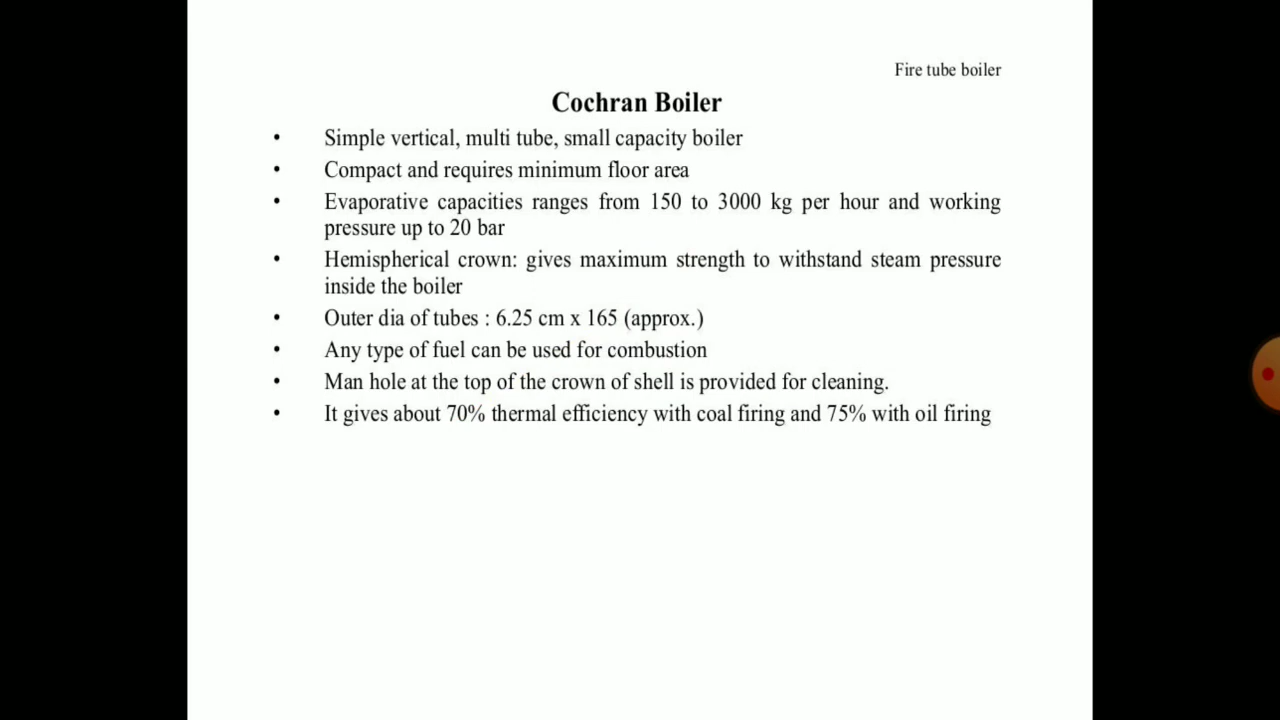 Fire tube boiler
Cochran Boiler
• Simple vertical, multi tube, small capacity boiler
• Compact and requires minimum floor area
• Evaporative capacities ranges from 150 to 3000 kg per hour and working
pressure up to 20 bar
• Hemispherical crown: gives maximum strength to withstand steam pressure
inside the boiler
• Outer dia of tubes : 6.25 cm x 165 (approx.)
• Any type of fuel can be used for combustion
• Man hole at the top of the crown of shell is provided for cleaning.
• It gives about 70% thermal efficiency with coal firing and 75% with oil firing